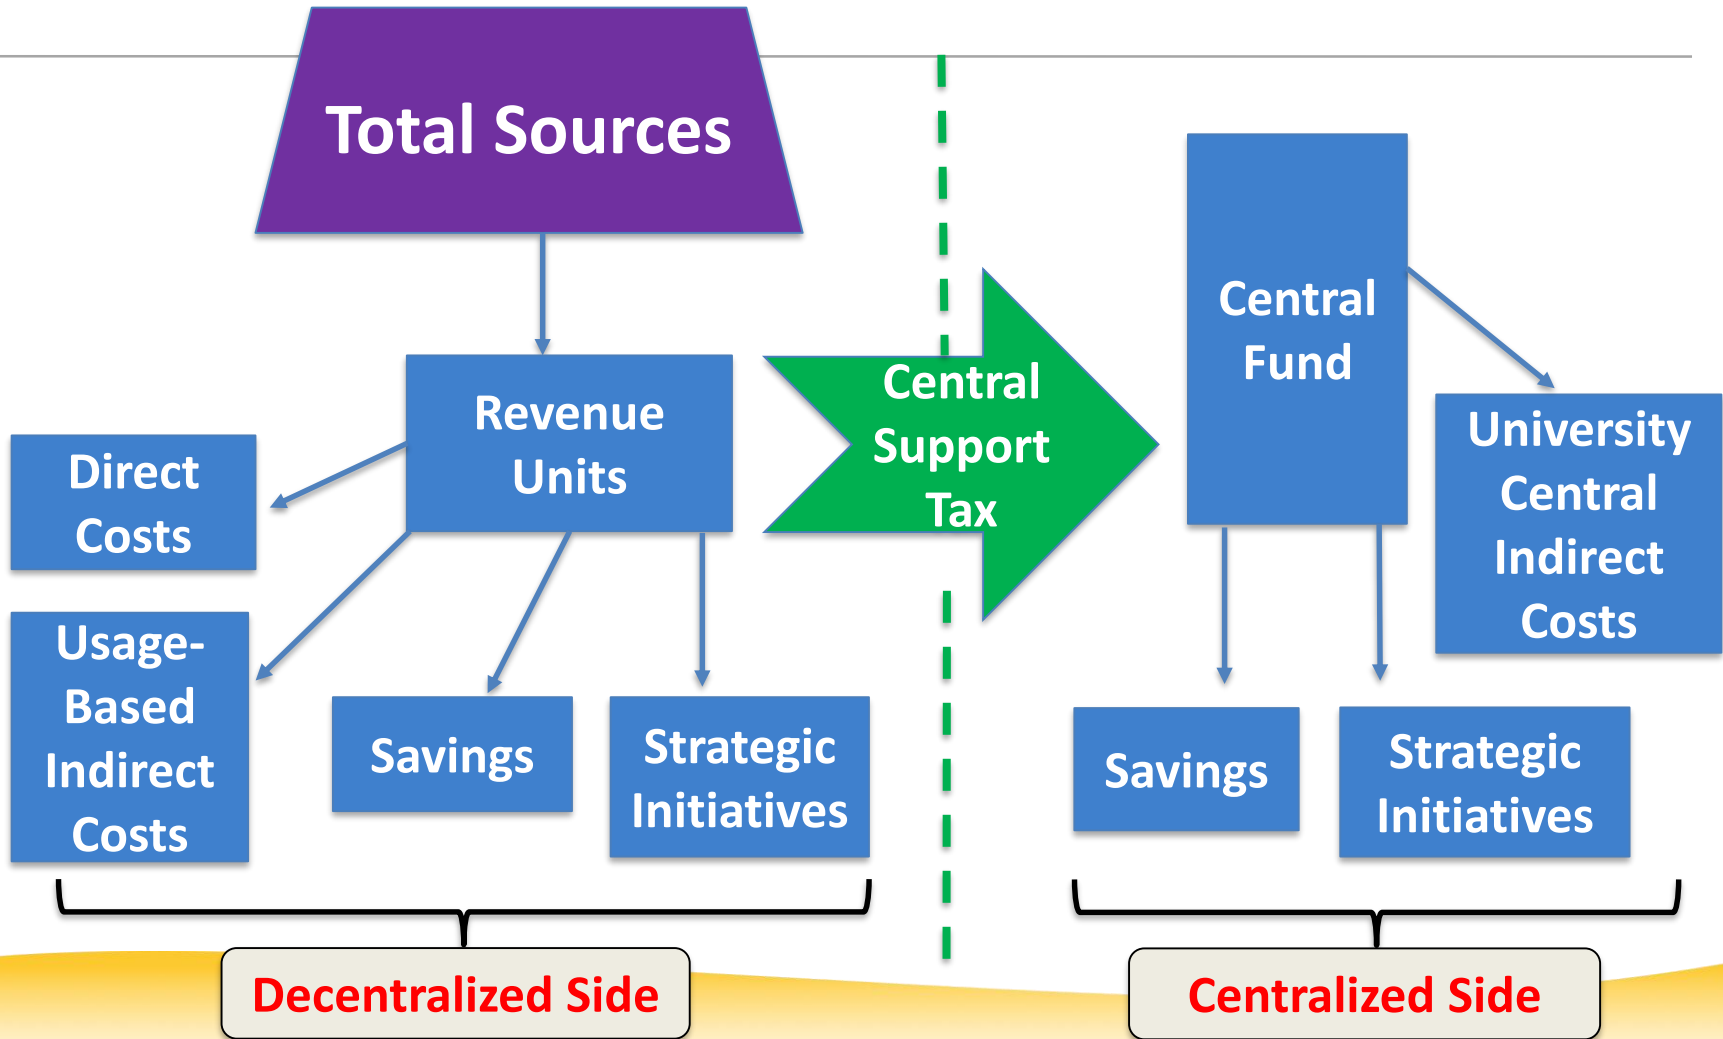 Total Sources
Revenue
Units
Direct
Costs
Usage-
Based
Indirect
Costs
Savings
Strategic
Initiatives
Central
Support
Tax
Central
Fund
University
Central
Indirect
Costs
Savings
Strategic
Initiatives
Decentralized Side
Centralized Side